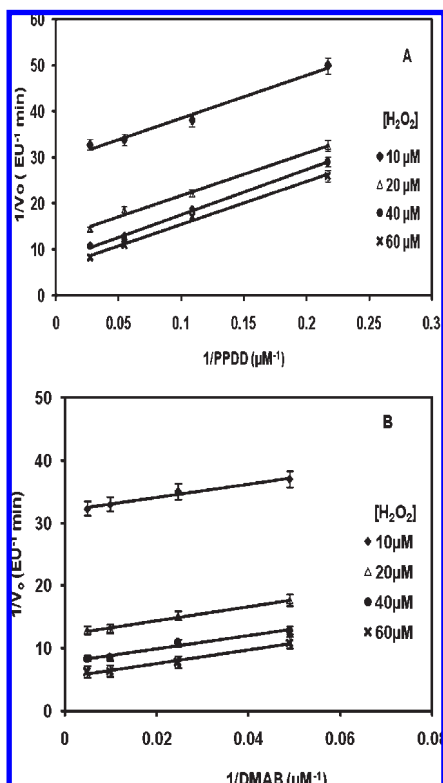 60
50
40
30
20
10
0
1/Vo ( EU⁻¹ min)
A
[H₂O₂]
10 µM
20 µM
40 µM
60 µM
0 0.05 0.1 0.15 0.2 0.25 0.3
1/PPDD (µM⁻¹)
50
40
30
20
10
0
1/Vₒ (EU⁻¹ min)
B
[H₂O₂]
10µM
20µM
40µM
60µM
0 0.02 0.04 0.06 0.08
1/DMAB (µM⁻¹)